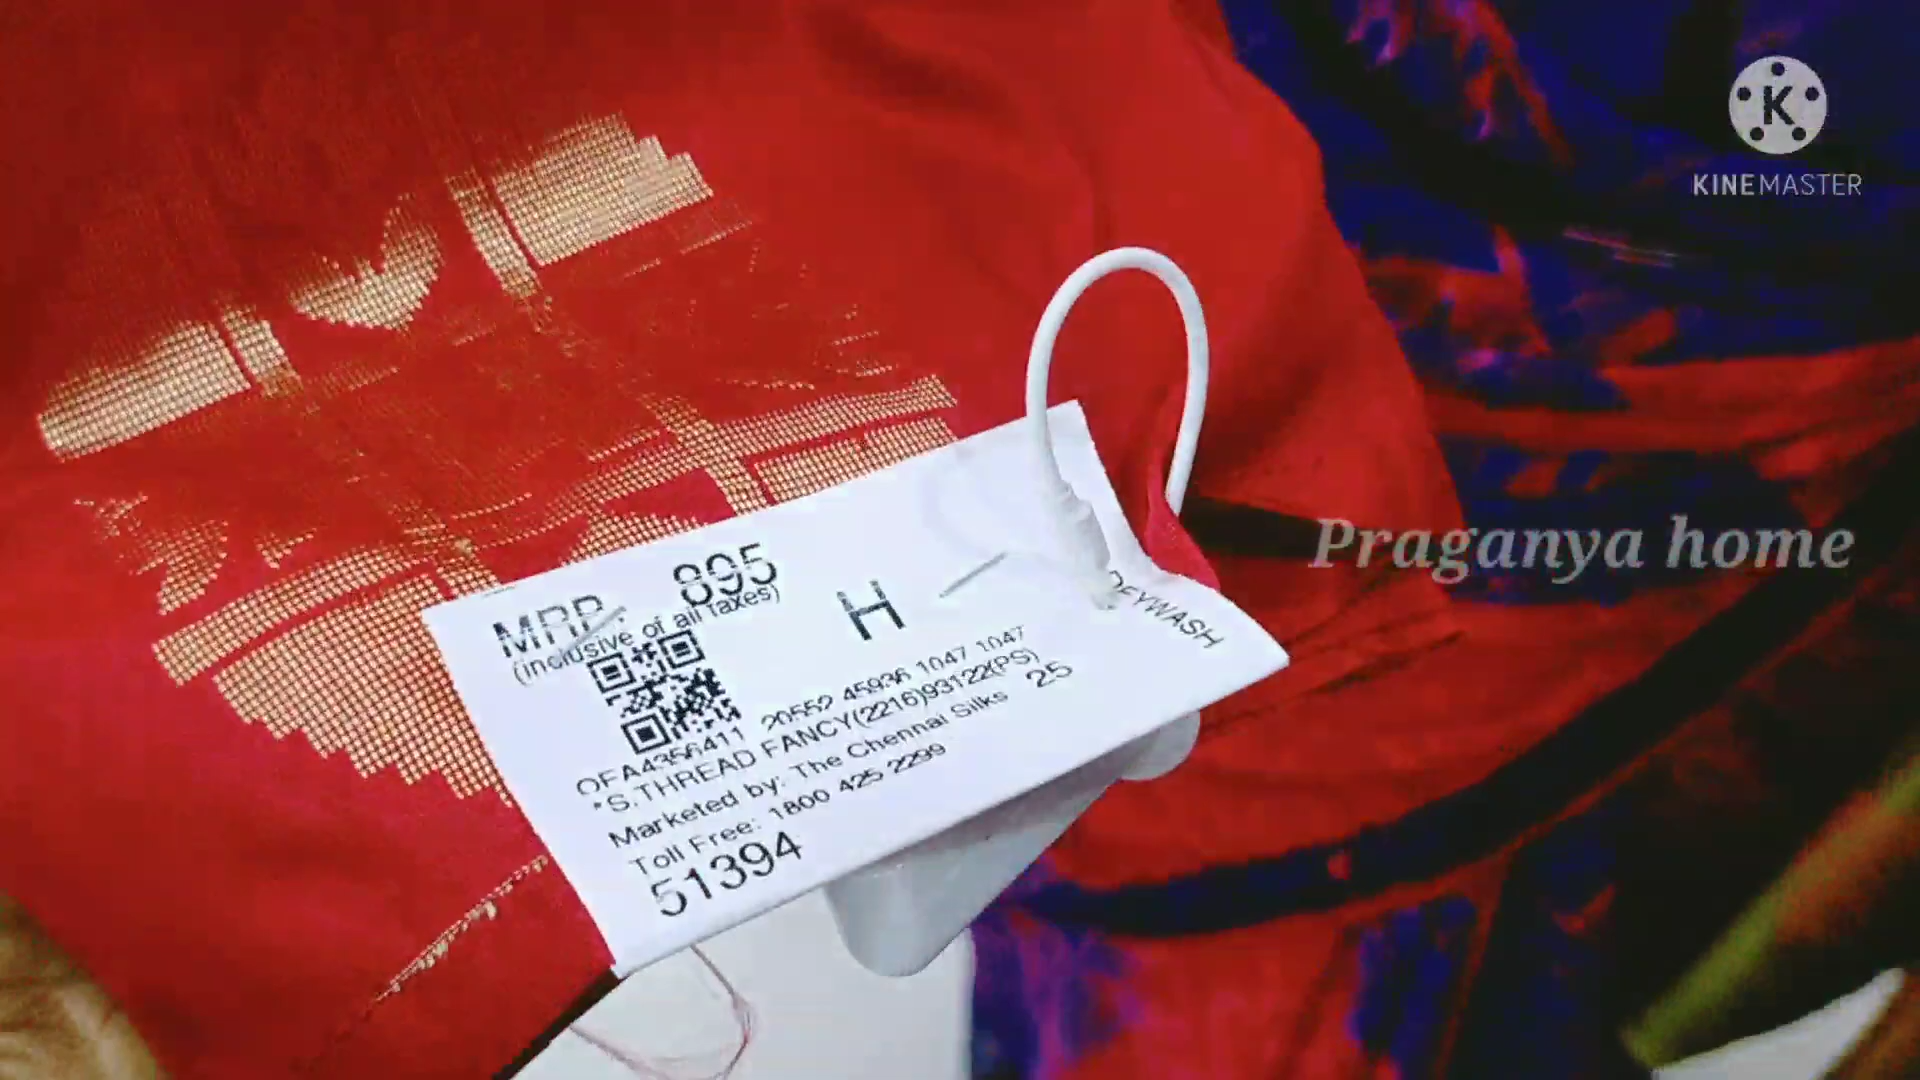 K
KINEMASTER
Praganya home
MRP. 895
(inclusive of all taxes)
H
20552 45936 1047 1047
OFA4356411
*S.THREAD FANCY(2216)93122(PS)
Marketed by: The Chennai Silks 25
Toll Free: 1800 425 2299
51394